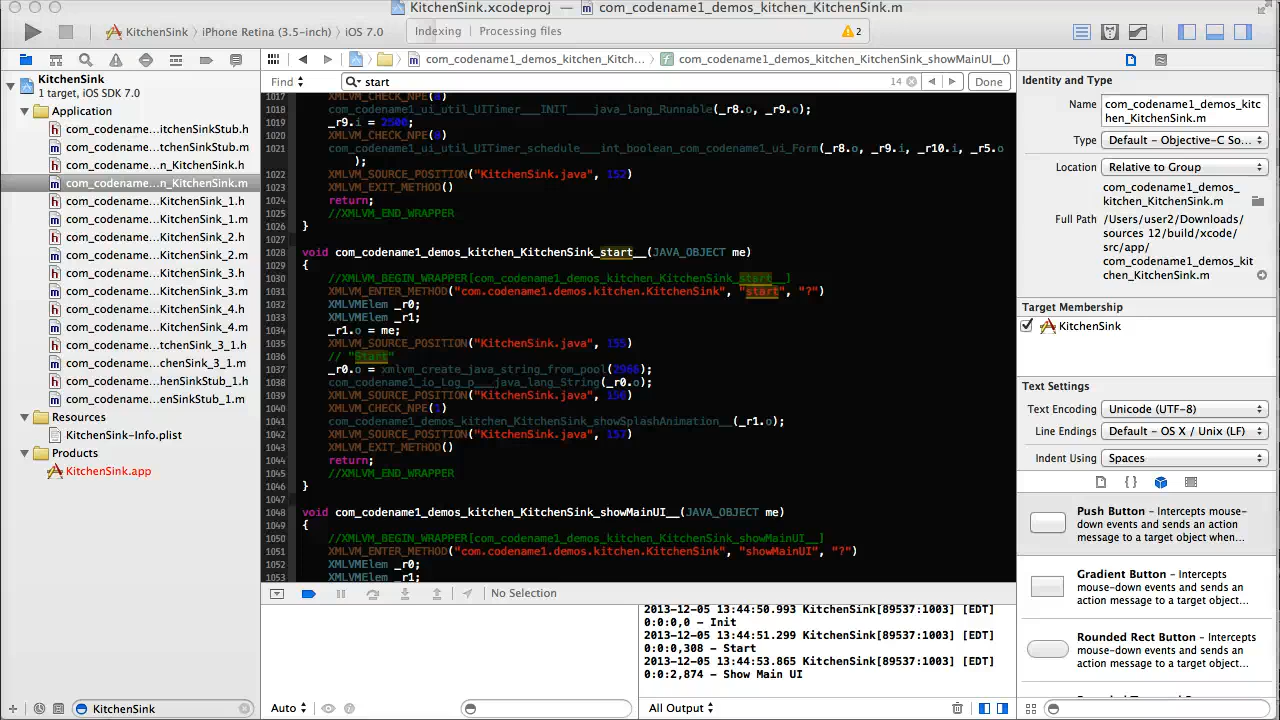 KitchenSink.xcodeproj — com_codename1_demos_kitchen_KitchenSink.m
KitchenSink
iPhone Retina (3.5-inch)
iOS 7.0
Indexing | Processing files
2
com_codename1_demos_kitchen_Kitch…
com_codename1_demos_kitchen_KitchenSink_showMainUI__()
Find
start
14
Done
KitchenSink
1 target, iOS SDK 7.0
Application
com_codename…itchenSinkStub.h
com_codename…tchenSinkStub.m
com_codename…n_KitchenSink.h
com_codename…n_KitchenSink.m
com_codename…KitchenSink_1.h
com_codename…KitchenSink_1.m
com_codename…KitchenSink_2.h
com_codename…KitchenSink_2.m
com_codename…KitchenSink_3.h
com_codename…KitchenSink_3.m
com_codename…KitchenSink_4.h
com_codename…KitchenSink_4.m
com_codename…tchenSink_3_1.h
com_codename…chenSink_3_1.m
com_codename…henSinkStub_1.h
com_codename…enSinkStub_1.m
Resources
KitchenSink-Info.plist
Products
KitchenSink.app
KitchenSink
1017 XMLVM_CHECK_NPE(8)
1018 com_codename1_ui_util_UITimer___INIT____java_lang_Runnable(_r8.o, _r9.o);
1019 _r9.i = 2500;
1020 XMLVM_CHECK_NPE(8)
1021 com_codename1_ui_util_UITimer_schedule___int_boolean_com_codename1_ui_Form(_r8.o, _r9.i, _r10.i, _r5.o
);
1022 XMLVM_SOURCE_POSITION("KitchenSink.java", 152)
1023 XMLVM_EXIT_METHOD()
1024 return;
1025 //XMLVM_END_WRAPPER
1026 }
1027
1028 void com_codename1_demos_kitchen_KitchenSink_start__(JAVA_OBJECT me)
1029 {
1030 //XMLVM_BEGIN_WRAPPER[com_codename1_demos_kitchen_KitchenSink_start__]
1031 XMLVM_ENTER_METHOD("com.codename1.demos.kitchen.KitchenSink", "start", "?")
1032 XMLVMElem _r0;
1033 XMLVMElem _r1;
1034 _r1.o = me;
1035 XMLVM_SOURCE_POSITION("KitchenSink.java", 155)
1036 // "Start"
1037 _r0.o = xmlvm_create_java_string_from_pool(2966);
1038 com_codename1_io_Log_p___java_lang_String(_r0.o);
1039 XMLVM_SOURCE_POSITION("KitchenSink.java", 156)
1040 XMLVM_CHECK_NPE(1)
1041 com_codename1_demos_kitchen_KitchenSink_showSplashAnimation__(_r1.o);
1042 XMLVM_SOURCE_POSITION("KitchenSink.java", 157)
1043 XMLVM_EXIT_METHOD()
1044 return;
1045 //XMLVM_END_WRAPPER
1046 }
1047
1048 void com_codename1_demos_kitchen_KitchenSink_showMainUI__(JAVA_OBJECT me)
1049 {
1050 //XMLVM_BEGIN_WRAPPER[com_codename1_demos_kitchen_KitchenSink_showMainUI__]
1051 XMLVM_ENTER_METHOD("com.codename1.demos.kitchen.KitchenSink", "showMainUI", "?")
1052 XMLVMElem _r0;
1053 XMLVMElem _r1;
No Selection
2013-12-05 13:44:50.993 KitchenSink[89537:1003] [EDT]
0:0:0,0 - Init
2013-12-05 13:44:51.299 KitchenSink[89537:1003] [EDT]
0:0:0,308 - Start
2013-12-05 13:44:53.865 KitchenSink[89537:1003] [EDT]
0:0:2,874 - Show Main UI
Auto
All Output
Identity and Type
Name com_codename1_demos_kitc
hen_KitchenSink.m
Type Default - Objective-C So…
Location Relative to Group
com_codename1_demos_
kitchen_KitchenSink.m
Full Path /Users/user2/Downloads/
sources 12/build/xcode/
src/app/
com_codename1_demos_kit
chen_KitchenSink.m
Target Membership
KitchenSink
Text Settings
Text Encoding Unicode (UTF-8)
Line Endings Default - OS X / Unix (LF)
Indent Using Spaces
Push Button - Intercepts mouse-
down events and sends an action
message to a target object when…
Gradient Button - Intercepts
mouse-down events and sends an
action message to a target object…
Rounded Rect Button - Intercepts
mouse-down events and sends an
action message to a target object…